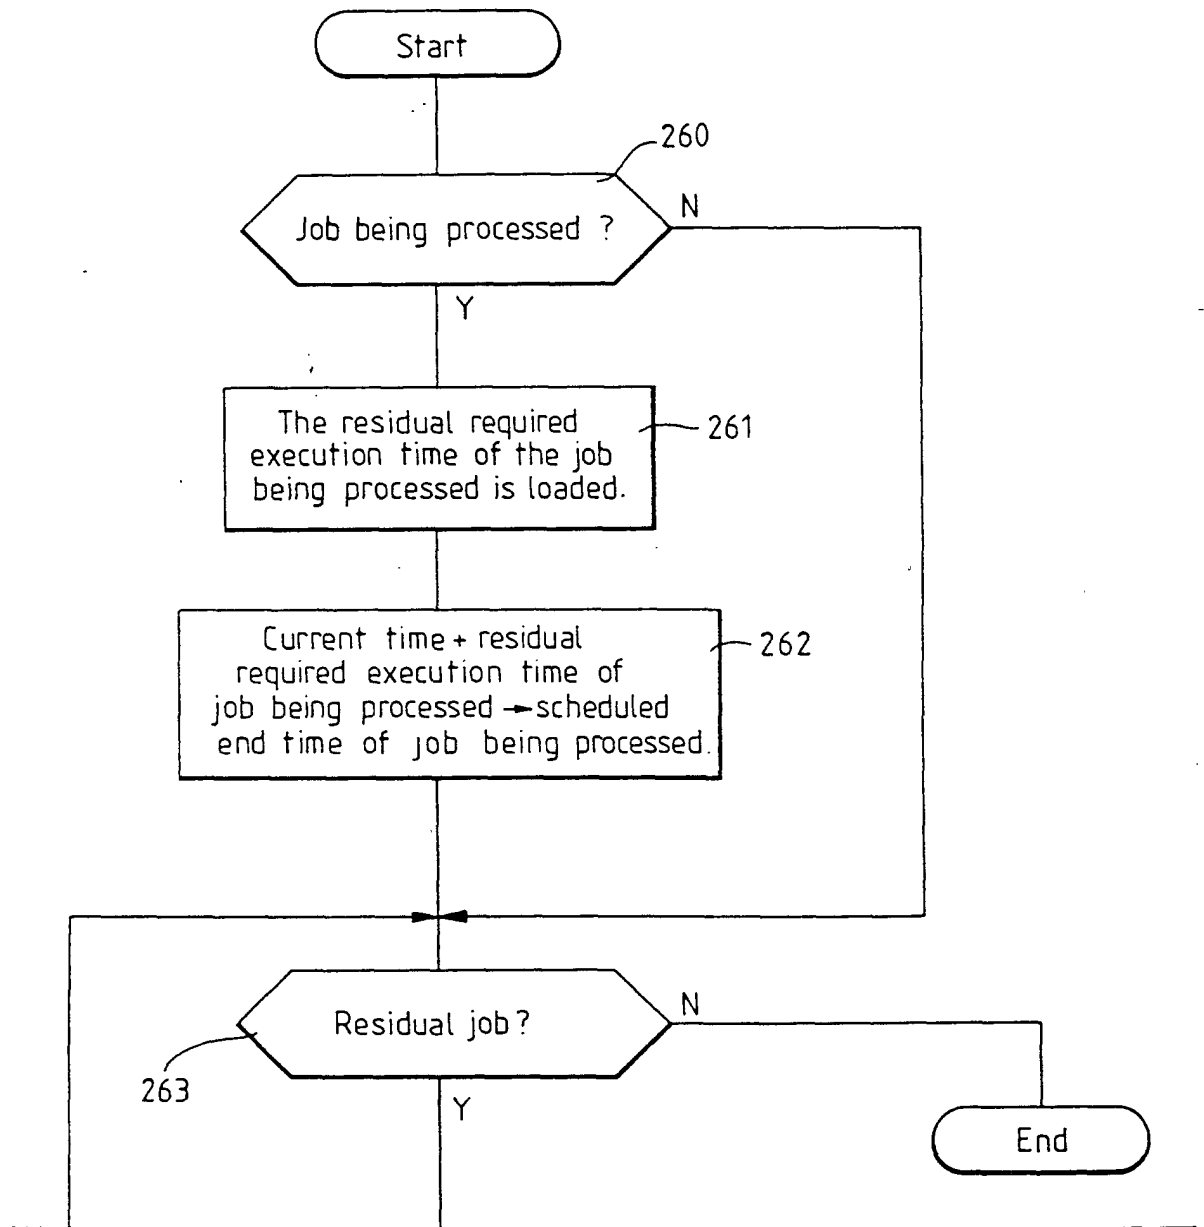 Start
260
Job being processed ?
N
Y
The residual required
execution time of the job
being processed is loaded.
261
Current time + residual
required execution time of
job being processed → scheduled
end time of job being processed.
262
Residual job?
N
263
Y
End